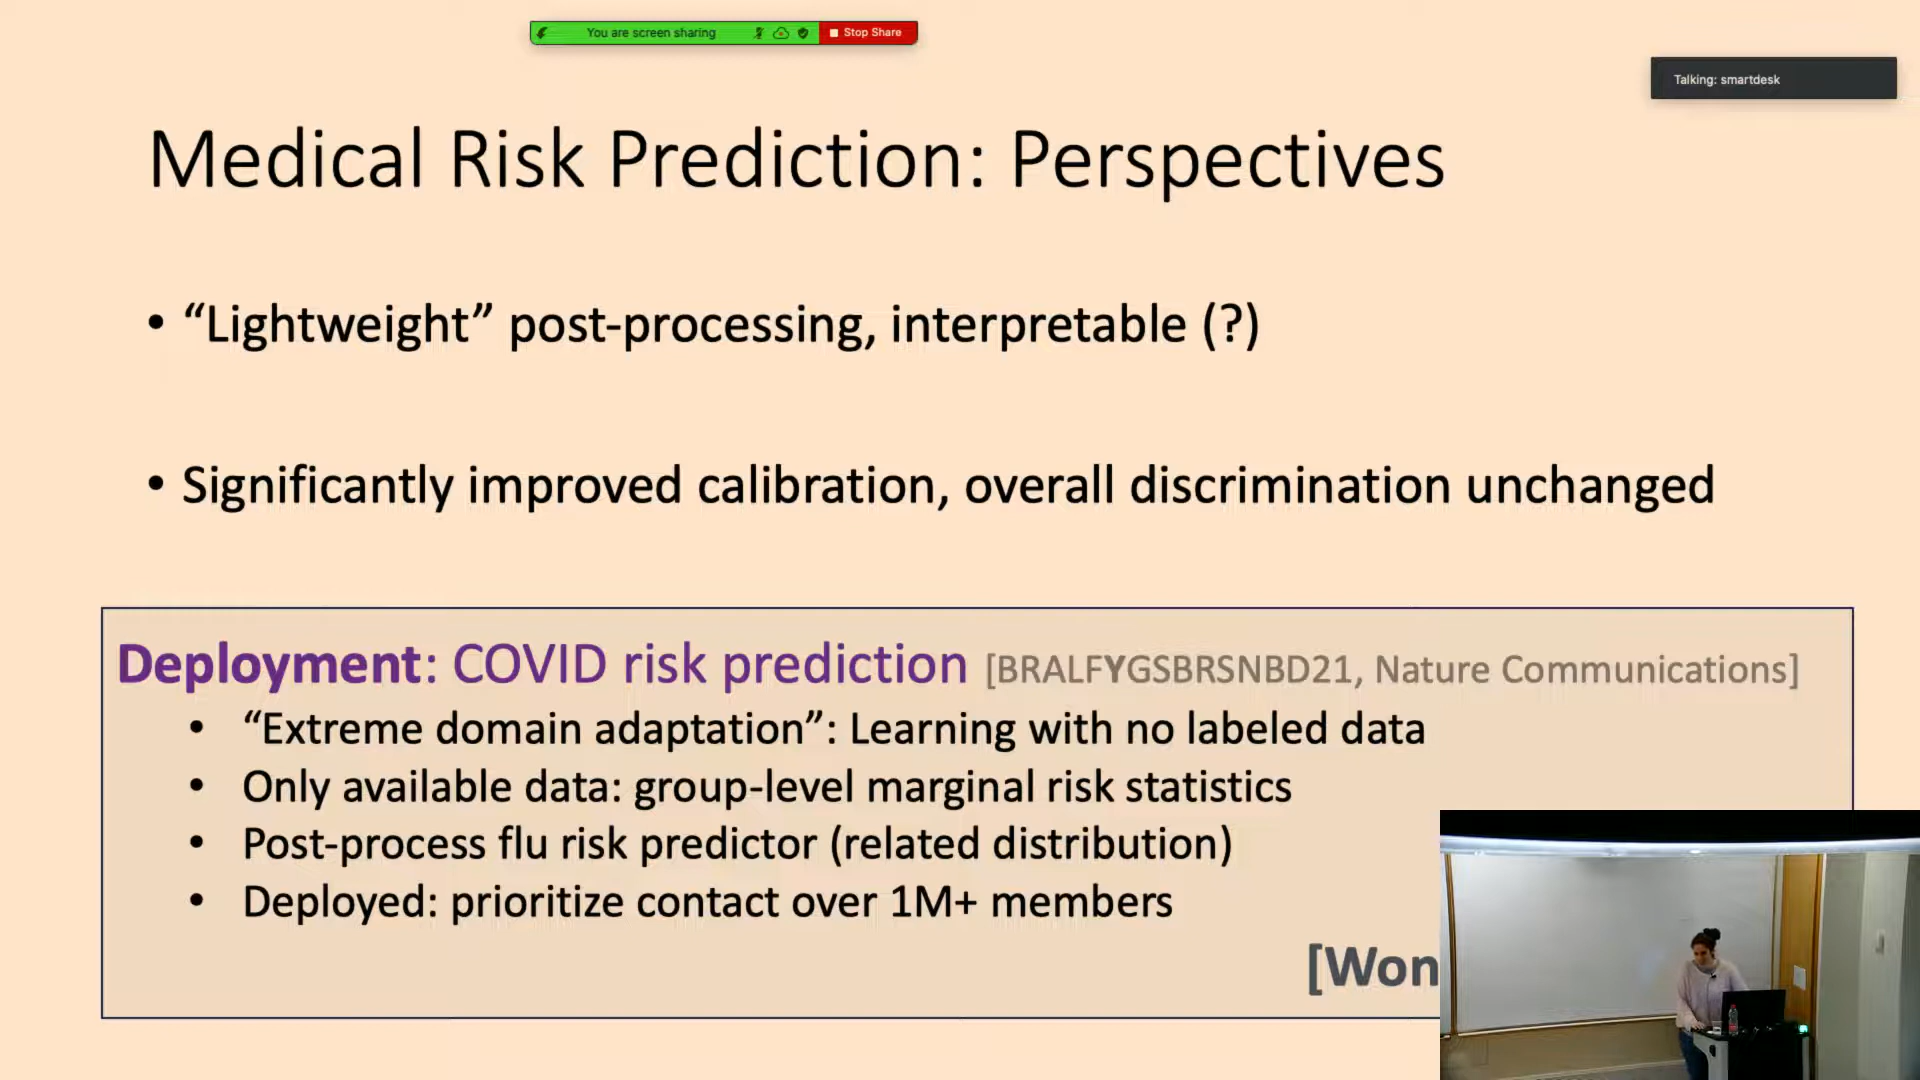 You are screen sharing
Stop Share
Talking: smartdesk
Medical Risk Prediction: Perspectives
• “Lightweight” post-processing, interpretable (?)
• Significantly improved calibration, overall discrimination unchanged
Deployment: COVID risk prediction [BRALFYGSBRSNBD21, Nature Communications]
• “Extreme domain adaptation”: Learning with no labeled data
• Only available data: group-level marginal risk statistics
• Post-process flu risk predictor (related distribution)
• Deployed: prioritize contact over 1M+ members
[Won